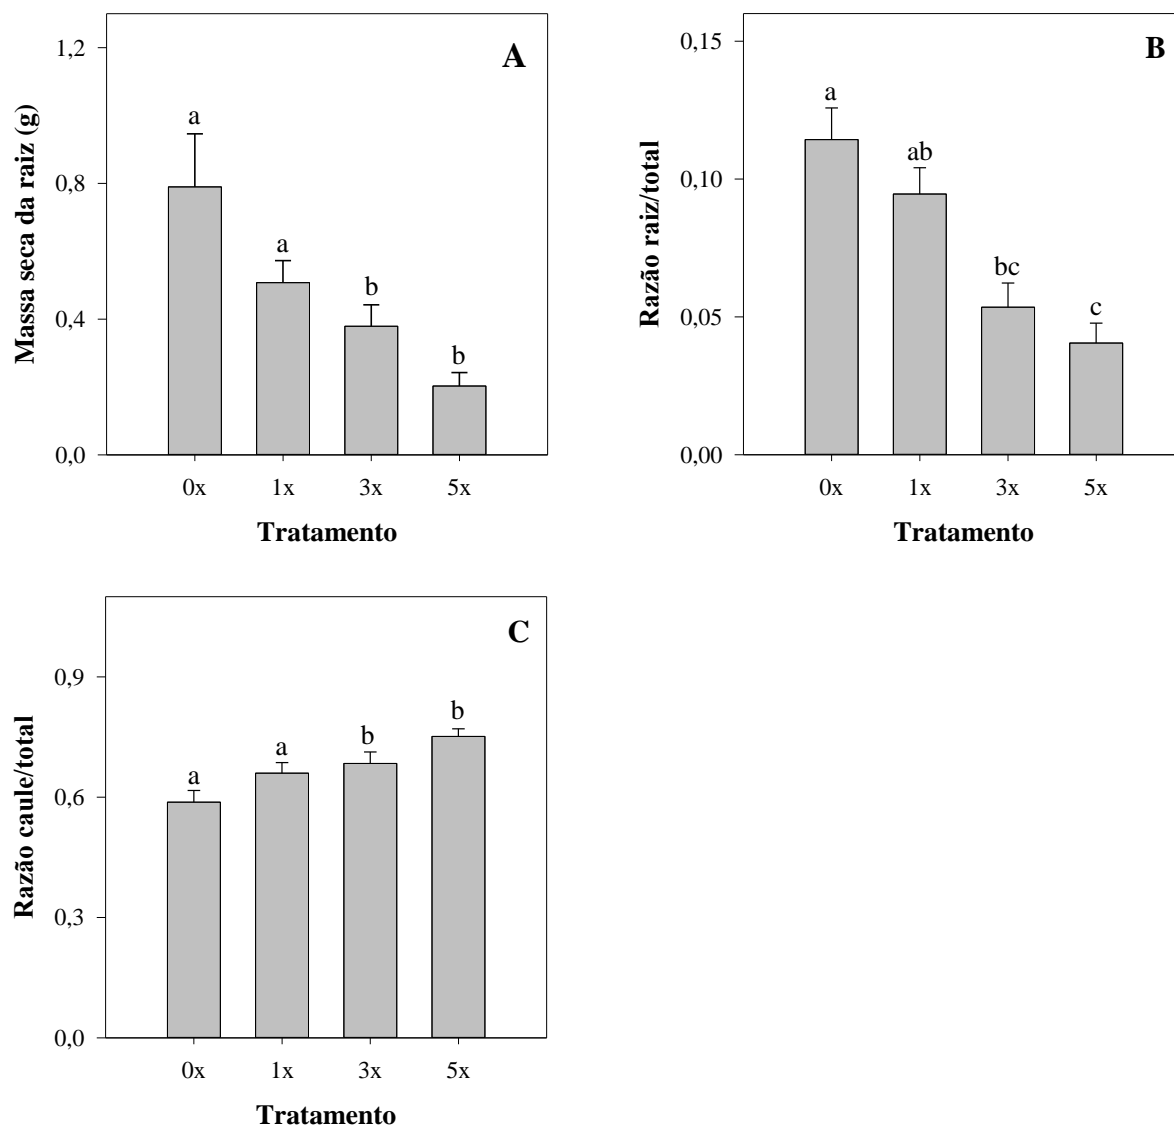 A
Massa seca da raiz (g)
1,2
0,8
0,4
0,0
a
a
b
b
0x 1x 3x 5x
Tratamento
B
Razão raiz/total
0,15
0,10
0,05
0,00
a
ab
bc
c
0x 1x 3x 5x
Tratamento
C
Razão caule/total
0,9
0,6
0,3
0,0
a
a
b
b
0x 1x 3x 5x
Tratamento